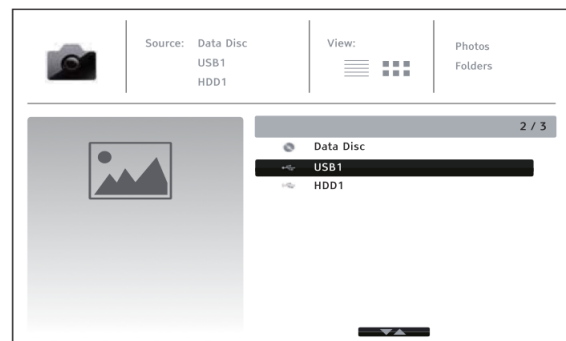 Source: Data Disc
USB1
HDD1
View:
Photos
Folders
2 / 3
Data Disc
USB1
HDD1